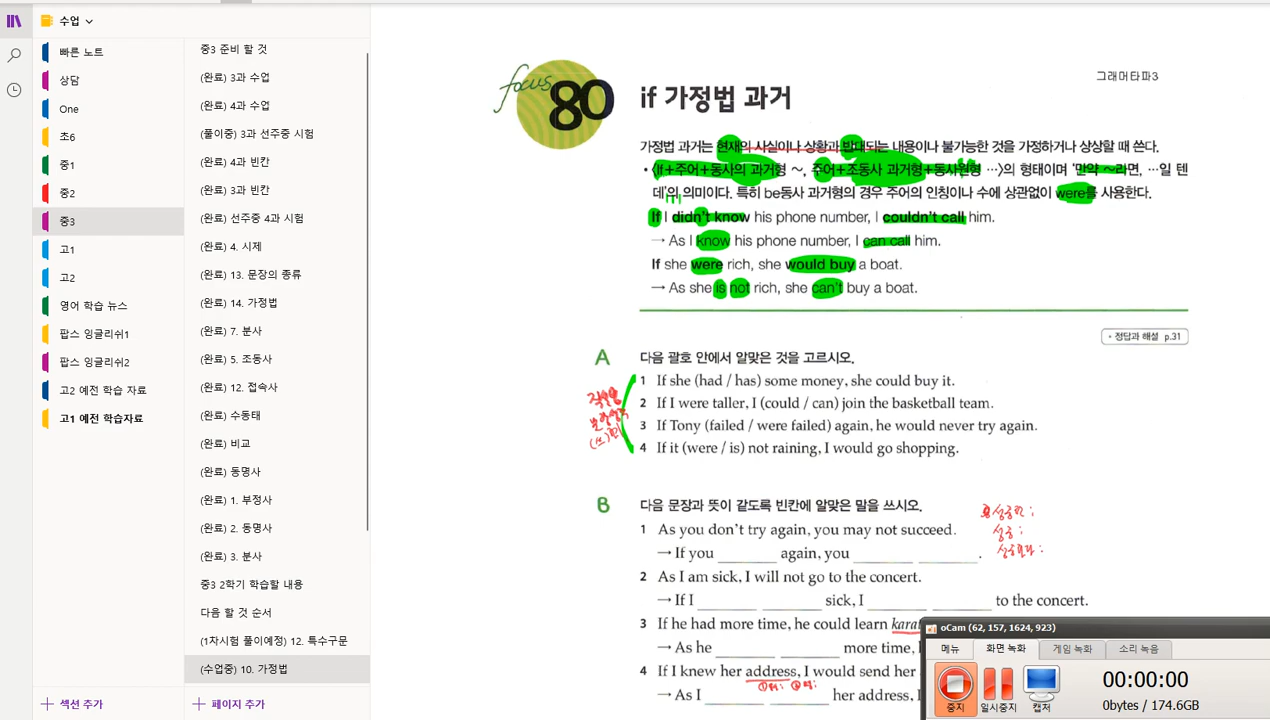 수업
빠른 노트
상담
One
초6
중1
중2
중3
고1
고2
영어 학습 뉴스
팝스 잉글리쉬1
팝스 잉글리쉬2
고2 예전 학습 자료
고1 예전 학습자료
섹션 추가
중3 준비 할 것
(완료) 3과 수업
(완료) 4과 수업
(풀이중) 3과 선주중 시험
(완료) 4과 빈칸
(완료) 3과 빈칸
(완료) 선주중 4과 시험
(완료) 4. 시제
(완료) 13. 문장의 종류
(완료) 14. 가정법
(완료) 7. 분사
(완료) 5. 조동사
(완료) 12. 접속사
(완료) 수동태
(완료) 비교
(완료) 동명사
(완료) 1. 부정사
(완료) 2. 동명사
(완료) 3. 분사
중3 2학기 학습할 내용
다음 할 것 순서
(1차시험 풀이예정) 12. 특수구문
(수업중) 10. 가정법
페이지 추가
그래머타파3
focus 80 if 가정법 과거
가정법 과거는 현재의 사실이나 상황과 반대되는 내용이나 불가능한 것을 가정하거나 상상할 때 쓴다.
• 〈If+주어+동사의 과거형 ~, 주어+조동사 과거형+동사원형 …〉의 형태이며 '만약 ~라면, …일 텐
데'의 의미이다. 특히 be동사 과거형의 경우 주어의 인칭이나 수에 상관없이 were를 사용한다.
If I didn't know his phone number, I couldn't call him.
→ As I know his phone number, I can call him.
If she were rich, she would buy a boat.
→ As she is not rich, she can't buy a boat.
• 정답과 해설 p.31
A 다음 괄호 안에서 알맞은 것을 고르시오.
1 If she (had / has) some money, she could buy it.
2 If I were taller, I (could / can) join the basketball team.
3 If Tony (failed / were failed) again, he would never try again.
4 If it (were / is) not raining, I would go shopping.
B 다음 문장과 뜻이 같도록 빈칸에 알맞은 말을 쓰시오.
1 As you don't try again, you may not succeed.
→ If you ______ again, you ______ ______.
성공 :
2 As I am sick, I will not go to the concert.
→ If I ______ ______ sick, I ______ ______ to the concert.
3 If he had more time, he could learn
→ As he ______ ______ more time,
4 If I knew her address, I would send her
→ As I ______ ______ her address, I
oCam (62, 157, 1624, 923)
메뉴 화면 녹화 게임 녹화 소리 녹음
중지 일시중지 캡처
00:00:00
0bytes / 174.6GB